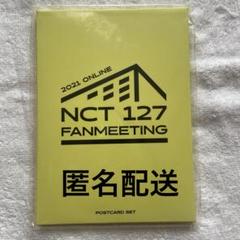 2021 ONLINE
NCT 127
FANMEETING
匿名配送
POSTCARD SET